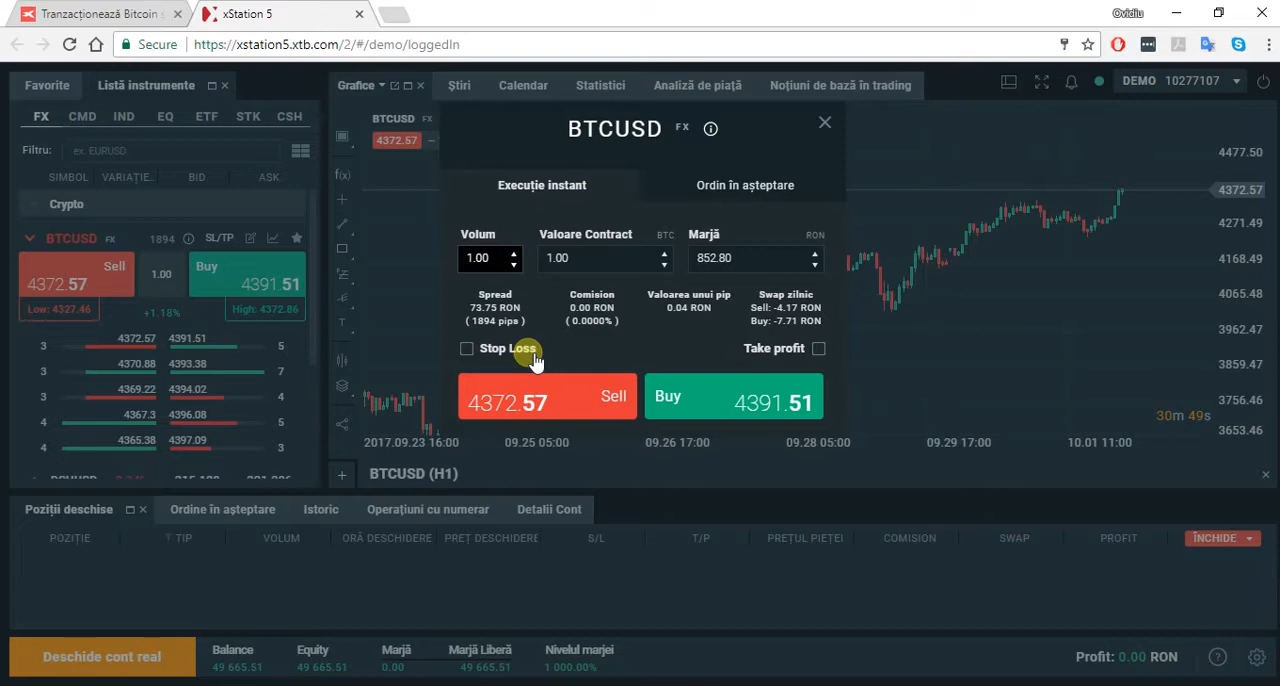 Tranzacționează Bitcoin
xStation 5
Ovidiu
Secure
https://xstation5.xtb.com/2/#/demo/loggedIn
Favorite
Listă instrumente
Grafice
Știri
Calendar
Statistici
Analiză de piață
Noțiuni de bază în trading
DEMO 10277107
FX CMD IND EQ ETF STK CSH
Filtru: ex. EURUSD
SIMBOL VARIAȚIE.. BID ASK
Crypto
BTCUSD FX 1894 SL/TP
Sell 4372.57
1.00
Buy 4391.51
Low: 4327.46 +1.18% High: 4372.86
3 4372.57 4391.51 5
3 4370.88 4393.38 7
3 4369.22 4394.02 4
4 4367.3 4396.08 5
4 4365.38 4397.09 3
BTCUSD FX
4372.57
BTCUSD FX
Execuție instant
Ordin în așteptare
Volum
Valoare Contract BTC
Marjă RON
1.00
1.00
852.80
Spread
73.75 RON
( 1894 pips )
Comision
0.00 RON
( 0.0000% )
Valoarea unui pip
0.04 RON
Swap zilnic
Sell: -4.17 RON
Buy: -7.71 RON
Stop Loss
Take profit
4372.57 Sell
Buy 4391.51
4477.50
4372.57
4271.49
4168.49
4065.48
3962.47
3859.47
3756.46
3653.46
30m 49s
2017.09.23 16:00 09.25 05:00 09.26 17:00 09.28 05:00 09.29 17:00 10.01 11:00
BTCUSD (H1)
Poziții deschise
Ordine în așteptare
Istoric
Operațiuni cu numerar
Detalii Cont
POZIȚIE TIP VOLUM ORĂ DESCHIDERE PREȚ DESCHIDERE S/L T/P PREȚUL PIEȚEI COMISION SWAP PROFIT ÎNCHIDE
Deschide cont real
Balance
49 665.51
Equity
49 665.51
Marjă
0.00
Marjă Liberă
49 665.51
Nivelul marjei
1 000.00%
Profit: 0.00 RON